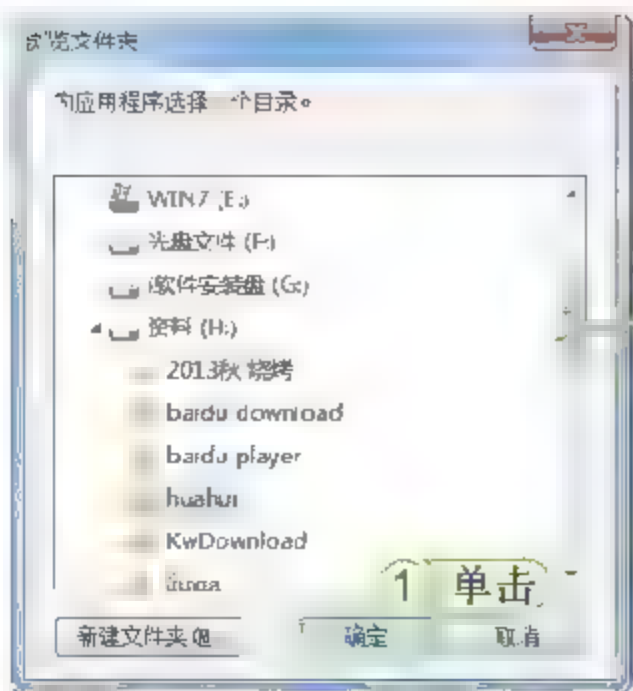 浏览文件夹
为应用程序选择一个目录。
WIN7 (E:)
光盘文件 (F:)
软件安装盘 (G:)
资料 (H:)
2013秋 烧烤
baidu download
baidu player
huahui
KwDownload
1 单击
新建文件夹 确定 取消